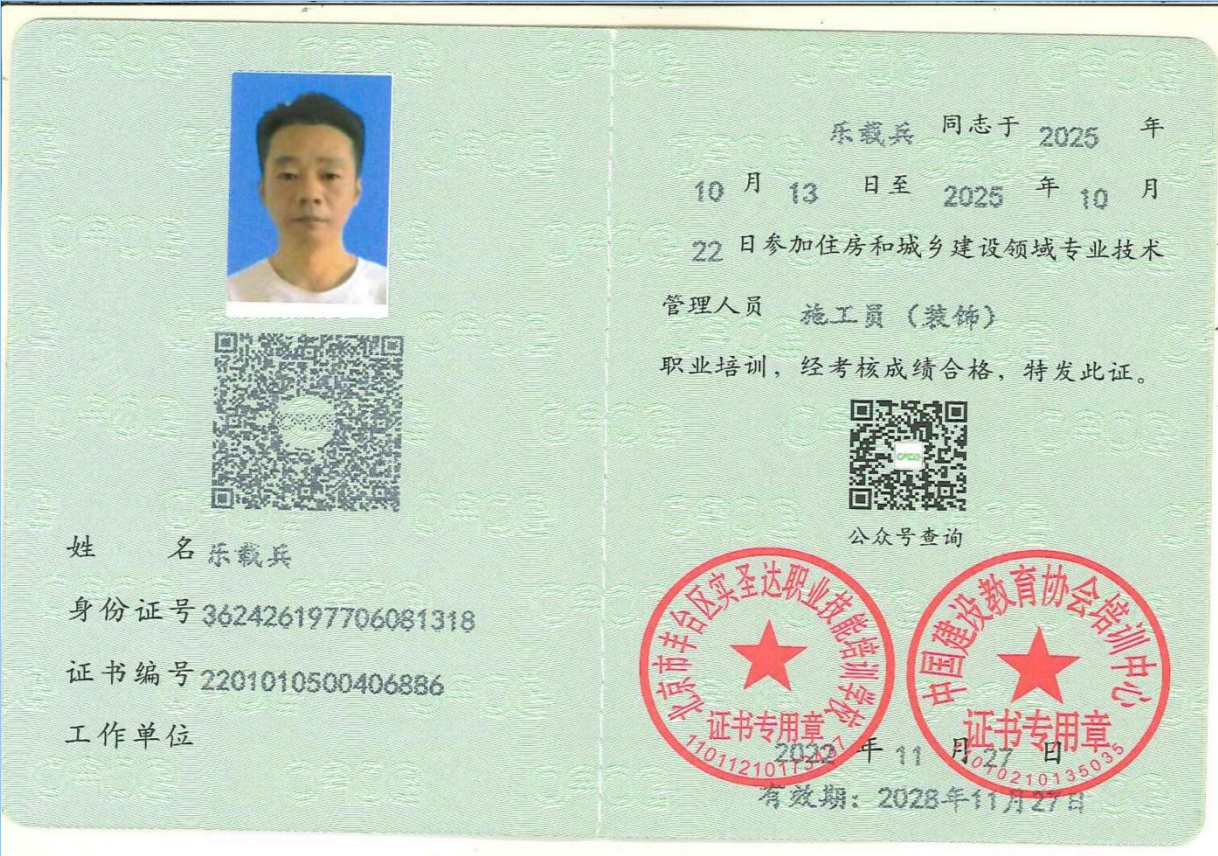 姓 名 乐载兵
身份证号 362426197706081318
证书编号 2201010500406886
工作单位
乐载兵 同志于 2025 年
10 月 13 日至 2025 年 10 月
22 日参加住房和城乡建设领域专业技术
管理人员 施工员（装饰）
职业培训，经考核成绩合格，特发此证。
公众号查询
北京市丰台区实圣达职业技能培训学校
证书专用章
中国建设教育协会培训中心
证书专用章
11010210135035
2022 年 11 月 27 日
有效期：2028年11月27日